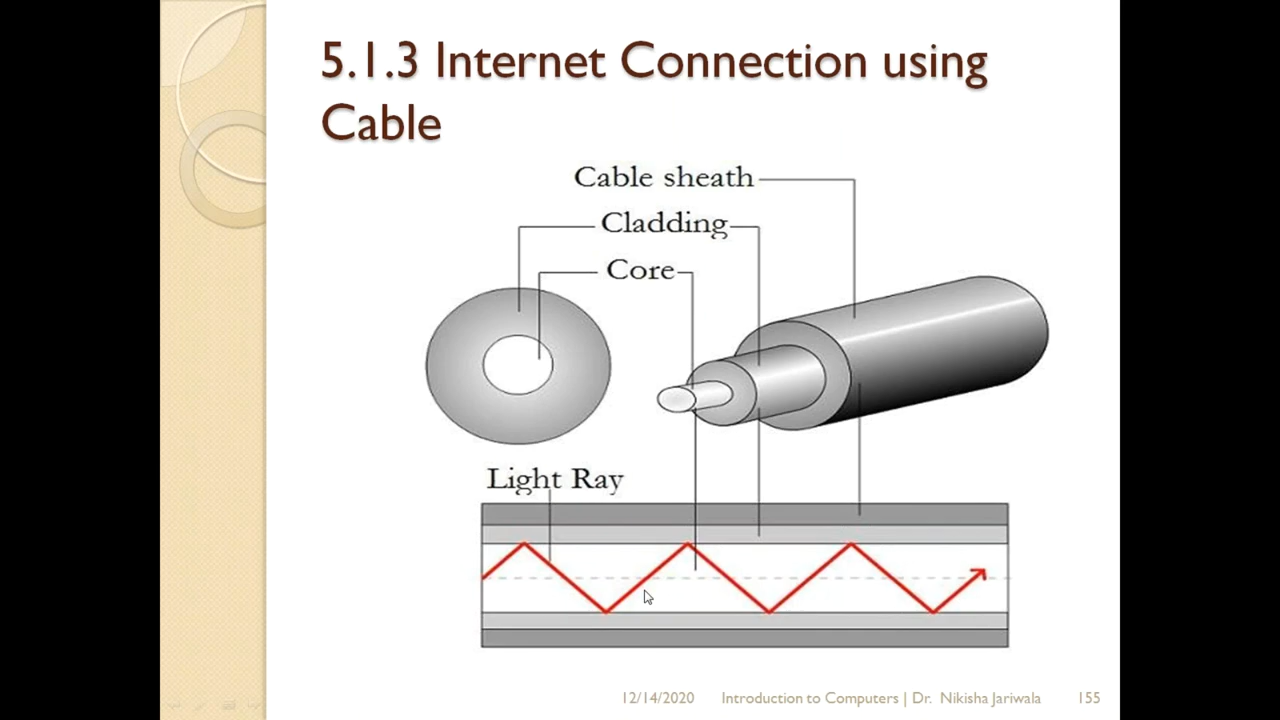 5.1.3 Internet Connection using
Cable
Cable sheath
Cladding
Core
Light Ray
12/14/2020 Introduction to Computers | Dr. Nikisha Jariwala 155